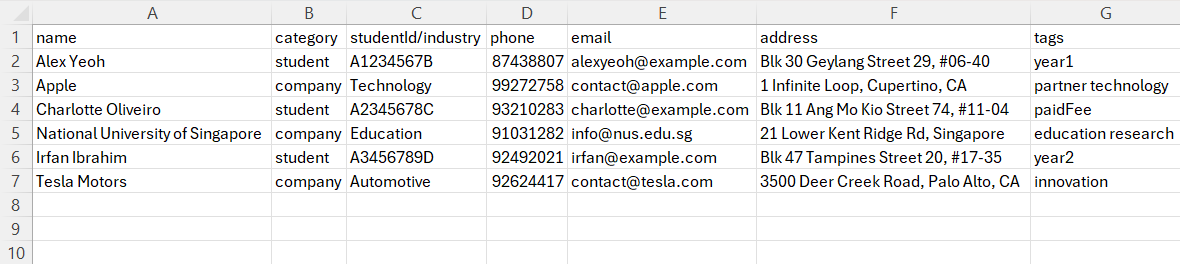 A B C D E F G
1 name category studentId/industry phone email address tags
2 Alex Yeoh student A1234567B 87438807 alexyeoh@example.com Blk 30 Geylang Street 29, #06-40 year1
3 Apple company Technology 99272758 contact@apple.com 1 Infinite Loop, Cupertino, CA partner technology
4 Charlotte Oliveiro student A2345678C 93210283 charlotte@example.com Blk 11 Ang Mo Kio Street 74, #11-04 paidFee
5 National University of Singapore company Education 91031282 info@nus.edu.sg 21 Lower Kent Ridge Rd, Singapore education research
6 Irfan Ibrahim student A3456789D 92492021 irfan@example.com Blk 47 Tampines Street 20, #17-35 year2
7 Tesla Motors company Automotive 92624417 contact@tesla.com 3500 Deer Creek Road, Palo Alto, CA innovation
8
9
10